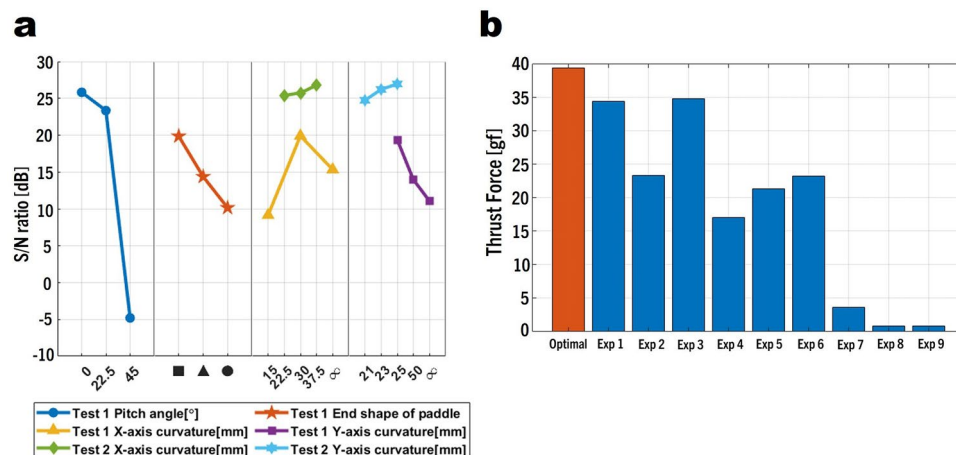 a
30
25
20
15
10
5
0
-5
-10
S/N ratio [dB]
0
22.5
45
15
22.5
30
37.5
∞
21
23
25
50
∞
Test 1 Pitch angle[°]
Test 1 End shape of paddle
Test 1 X-axis curvature[mm]
Test 1 Y-axis curvature[mm]
Test 2 X-axis curvature[mm]
Test 2 Y-axis curvature[mm]
b
40
35
30
25
20
15
10
5
0
Thrust Force [gf]
Optimal Exp 1 Exp 2 Exp 3 Exp 4 Exp 5 Exp 6 Exp 7 Exp 8 Exp 9